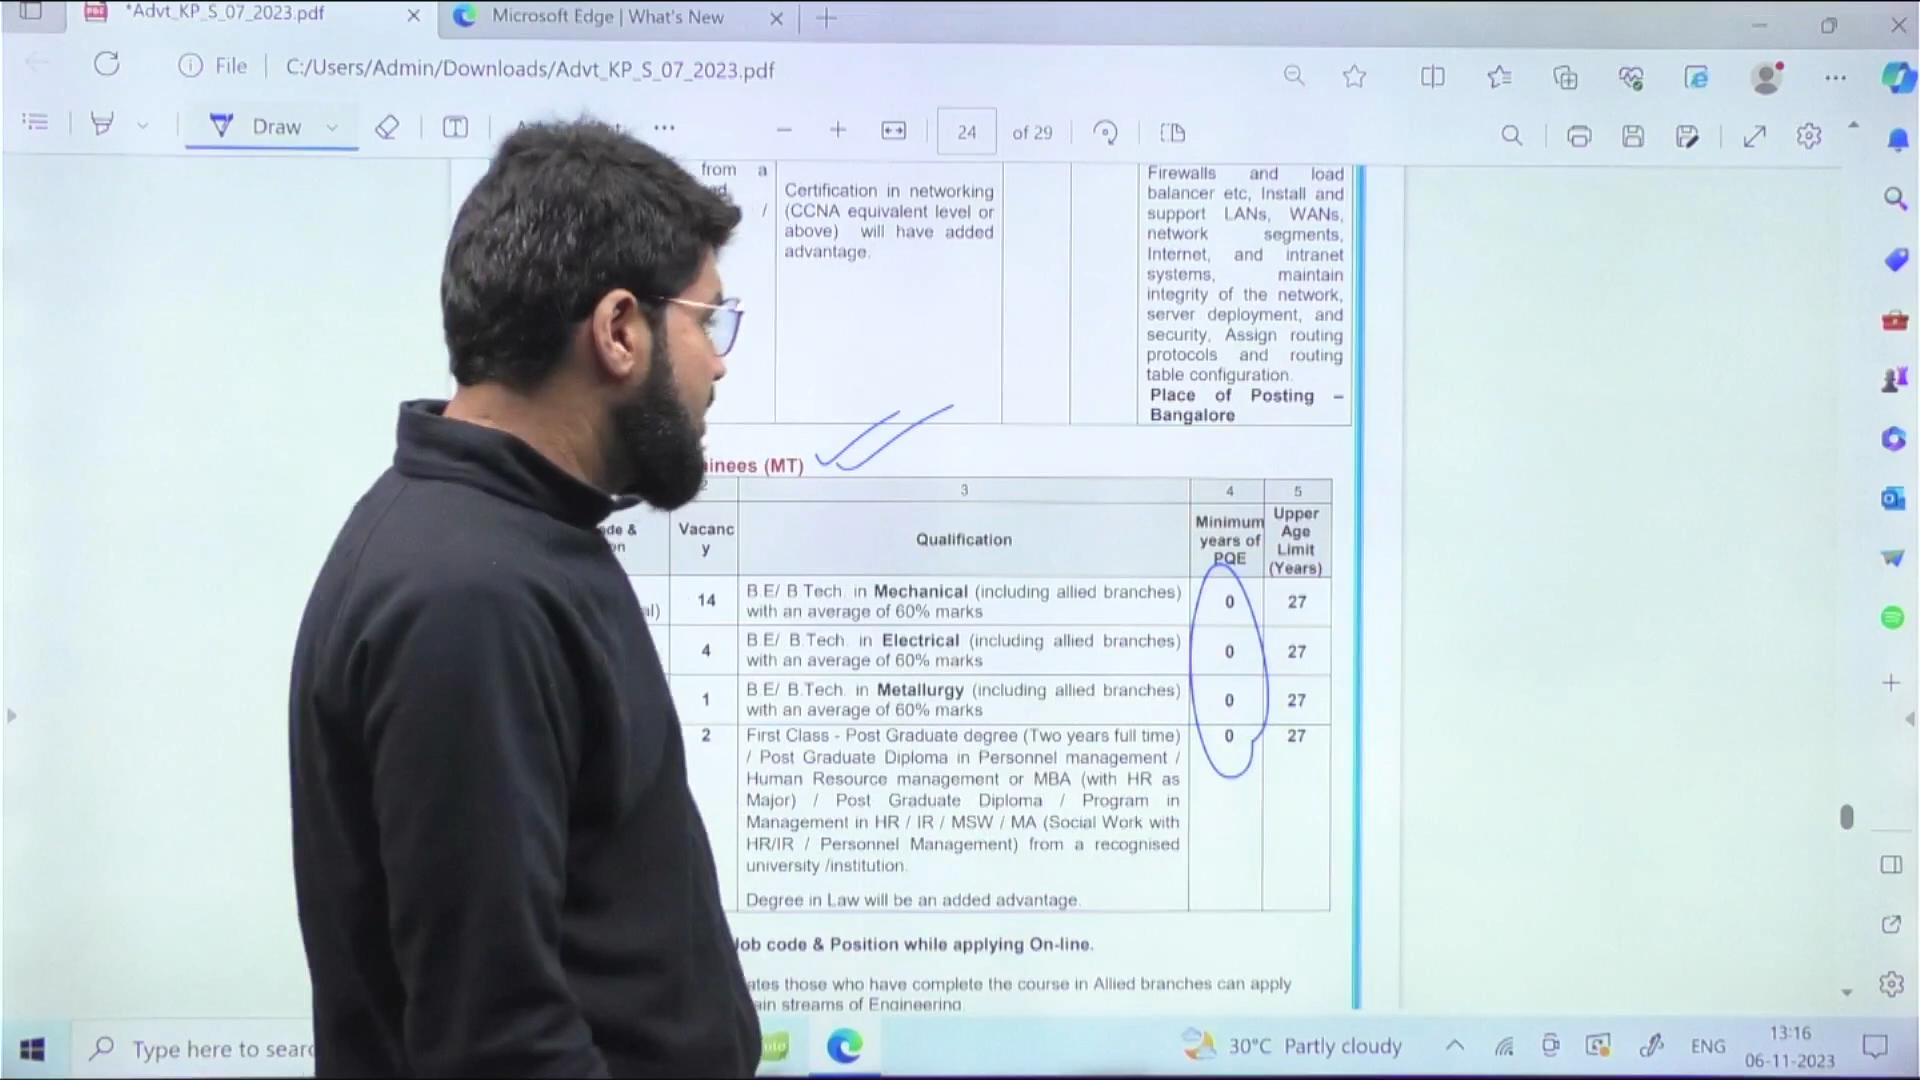 *Advt_KP_S_07_2023.pdf
Microsoft Edge | What's New
File
C:/Users/Admin/Downloads/Advt_KP_S_07_2023.pdf
Draw
24 of 29
from a
/
Certification in networking
(CCNA equivalent level or
above) will have added
advantage.
Firewalls and load
balancer etc, Install and
support LANs, WANs,
network segments,
Internet, and intranet
systems, maintain
integrity of the network,
server deployment, and
security, Assign routing
protocols and routing
table configuration.
Place of Posting –
Bangalore
inees (MT)
2 3 4 5
de &
on
Vacanc
y
Qualification
Minimum
years of
PQE
Upper
Age
Limit
(Years)
al)
14
B.E/ B.Tech. in Mechanical (including allied branches)
with an average of 60% marks
0
27
4
B.E/ B.Tech. in Electrical (including allied branches)
with an average of 60% marks
0
27
1
B.E/ B.Tech. in Metallurgy (including allied branches)
with an average of 60% marks
0
27
2
First Class - Post Graduate degree (Two years full time)
/ Post Graduate Diploma in Personnel management /
Human Resource management or MBA (with HR as
Major) / Post Graduate Diploma / Program in
Management in HR / IR / MSW / MA (Social Work with
HR/IR / Personnel Management) from a recognised
university /institution.
Degree in Law will be an added advantage.
0
27
Job code & Position while applying On-line.
ates those who have complete the course in Allied branches can apply
ain streams of Engineering.
Type here to searc
30°C Partly cloudy
ENG
13:16
06-11-2023